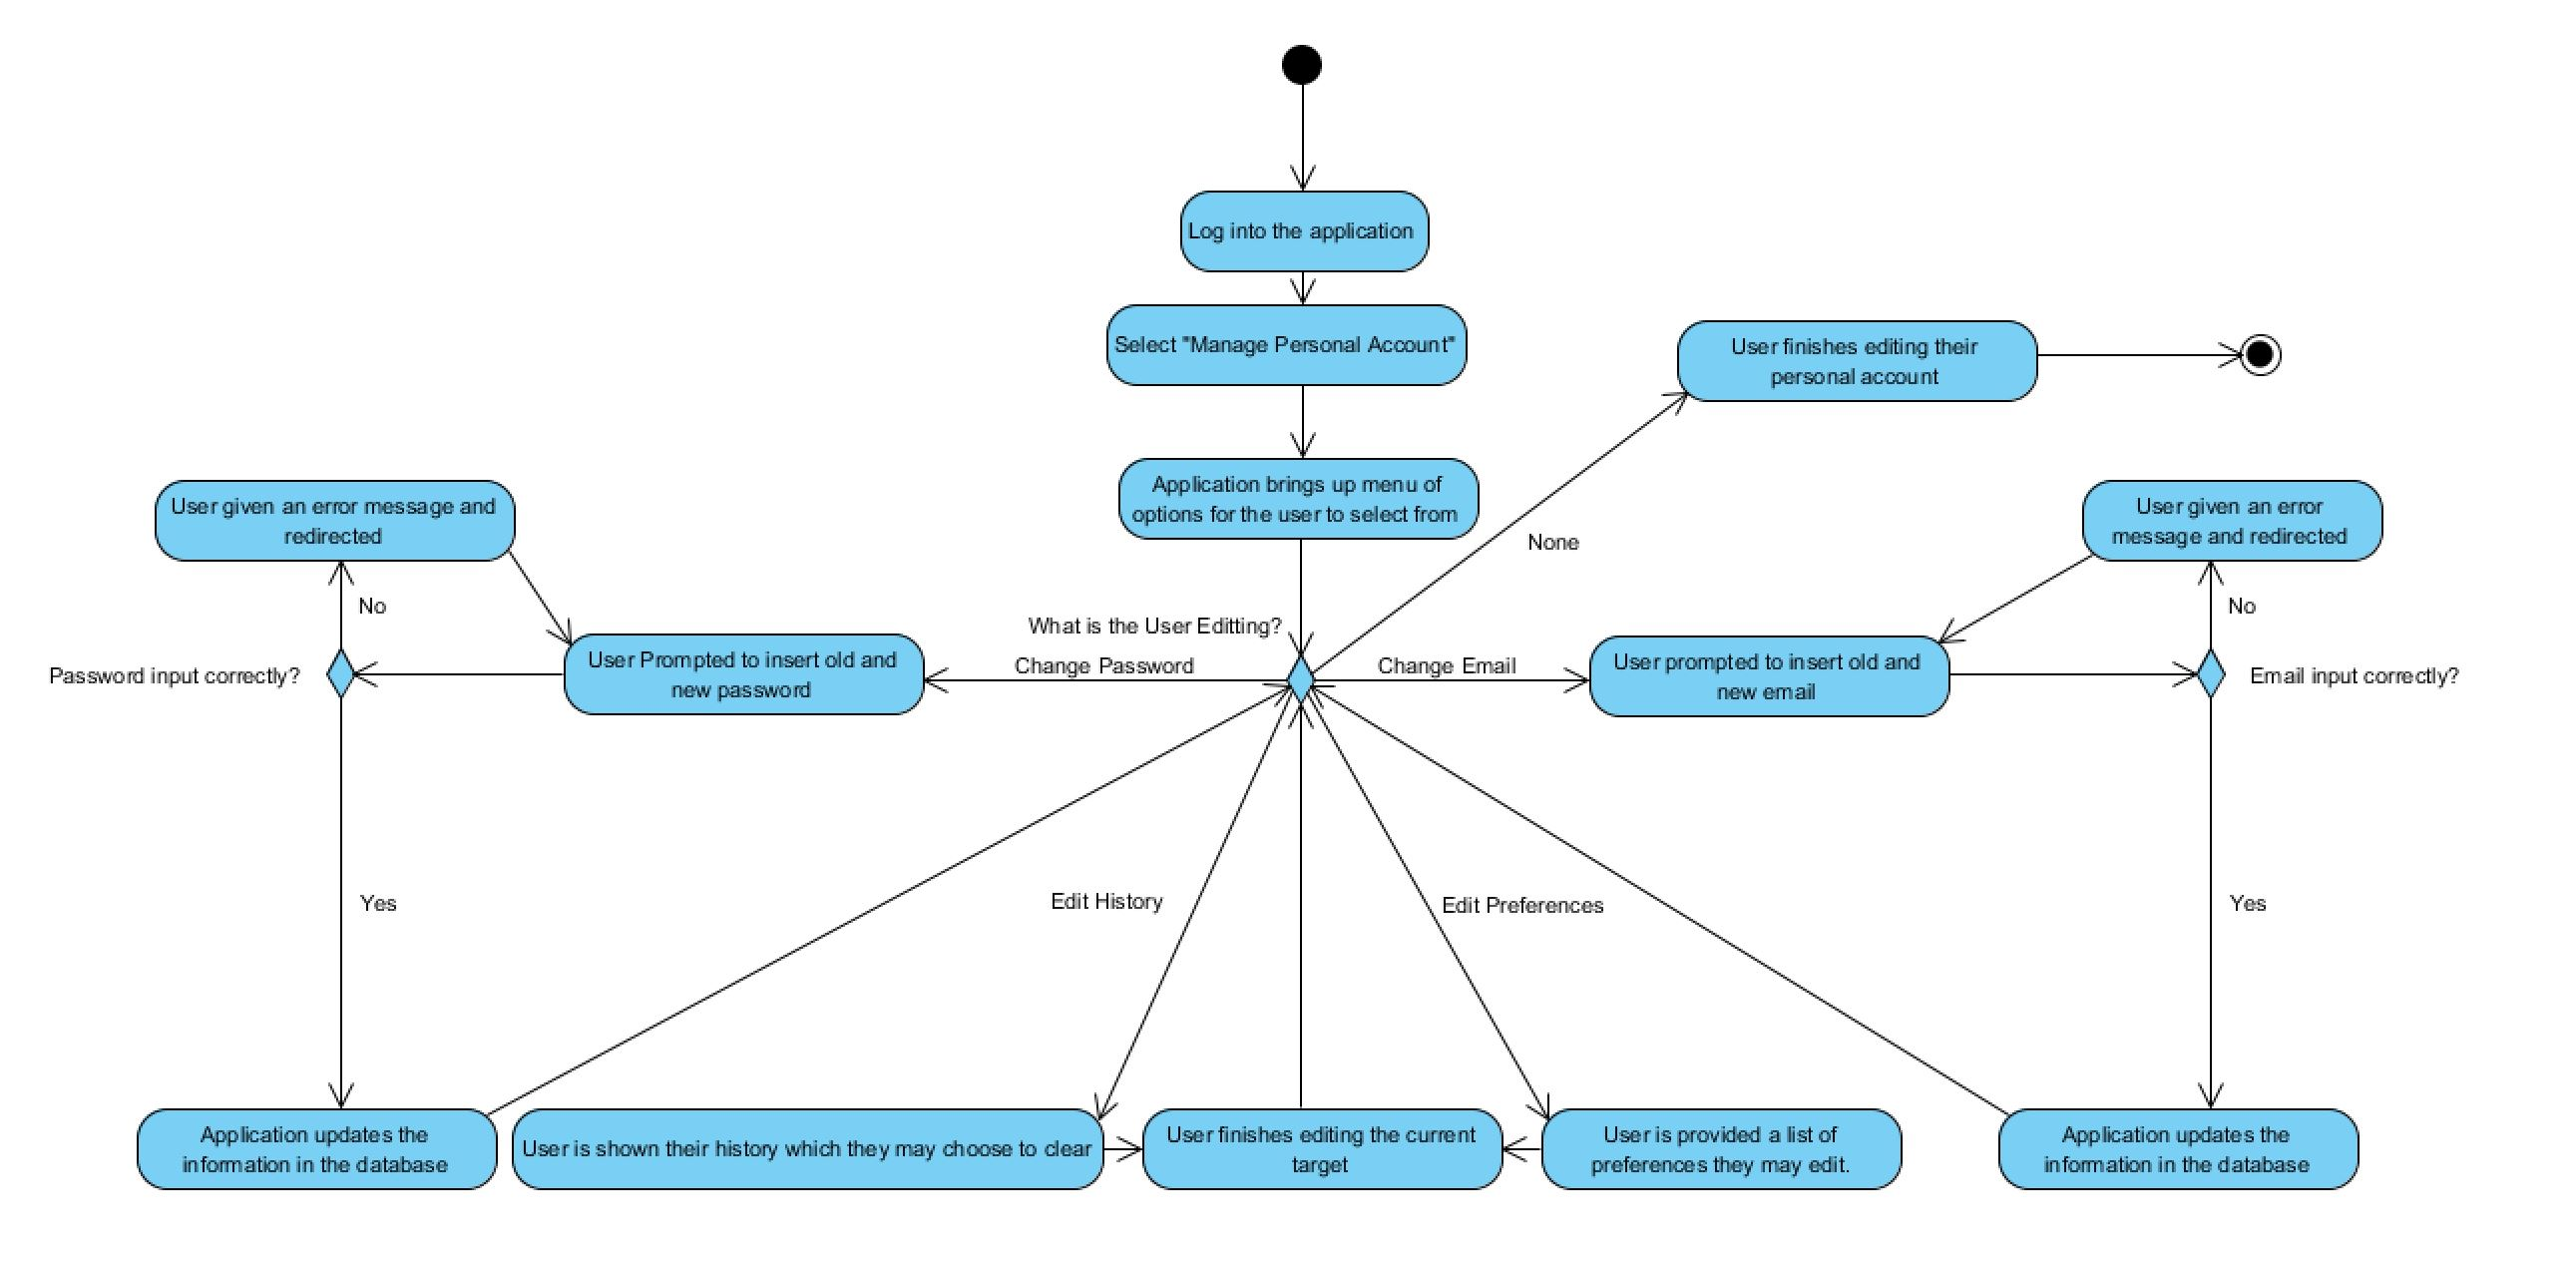 Log into the application
Select "Manage Personal Account"
User finishes editing their
personal account
Application brings up menu of
options for the user to select from
User given an error message and
redirected
User given an error
message and redirected
None
No
No
What is the User Editting?
Change Password
Change Email
User Prompted to insert old and
new password
User prompted to insert old and
new email
Password input correctly?
Email input correctly?
Yes
Edit History
Edit Preferences
Yes
Application updates the
information in the database
User is shown their history which they may choose to clear
User finishes editing the current
target
User is provided a list of
preferences they may edit.
Application updates the
information in the database